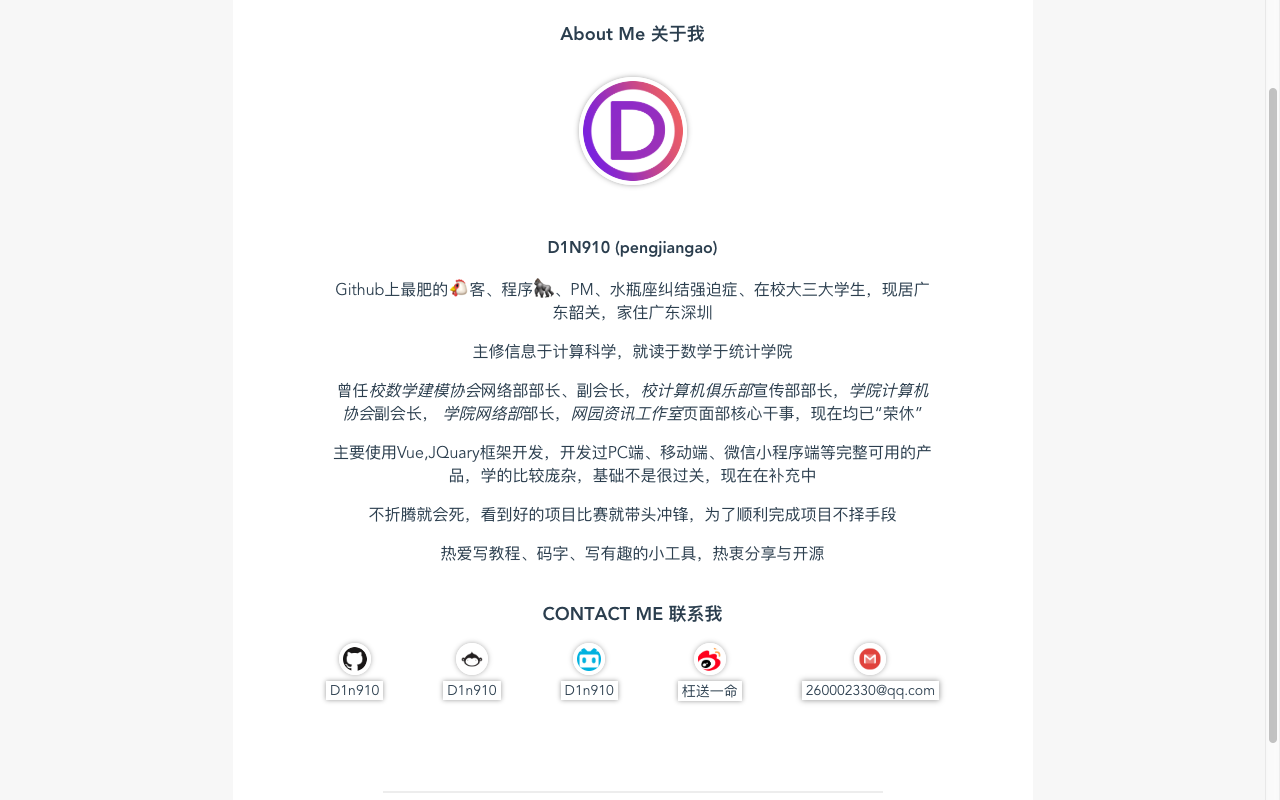 About Me 关于我
D
D1N910 (pengjiangao)
Github上最肥的🐔客、程序🦍、PM、水瓶座纠结强迫症、在校大三大学生，现居广
东韶关，家住广东深圳
主修信息于计算科学，就读于数学于统计学院
曾任校数学建模协会网络部部长、副会长，校计算机俱乐部宣传部部长，学院计算机
协会副会长， 学院网络部部长，网园资讯工作室页面部核心干事，现在均已“荣休”
主要使用Vue,JQuary框架开发，开发过PC端、移动端、微信小程序端等完整可用的产
品，学的比较庞杂，基础不是很过关，现在在补充中
不折腾就会死，看到好的项目比赛就带头冲锋，为了顺利完成项目不择手段
热爱写教程、码字、写有趣的小工具，热衷分享与开源
CONTACT ME 联系我
D1n910 D1n910 D1n910 枉送一命 260002330@qq.com